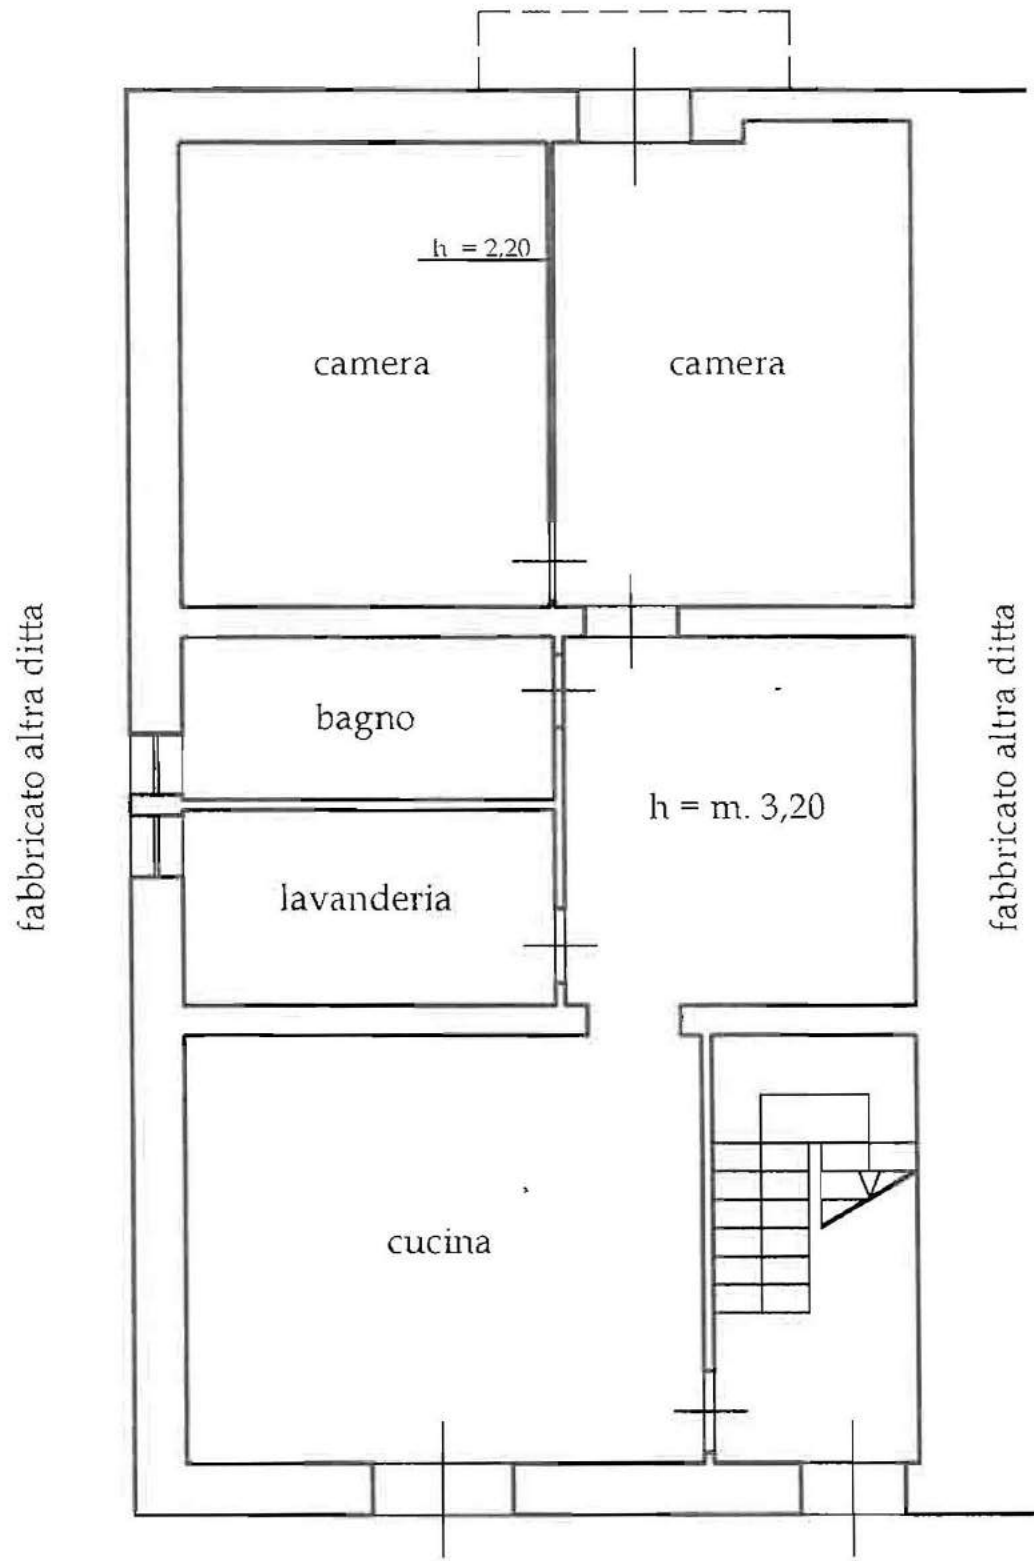 h = 2,20
camera
camera
fabbricato altra ditta
fabbricato altra ditta
bagno
h = m. 3,20
lavanderia
cucina